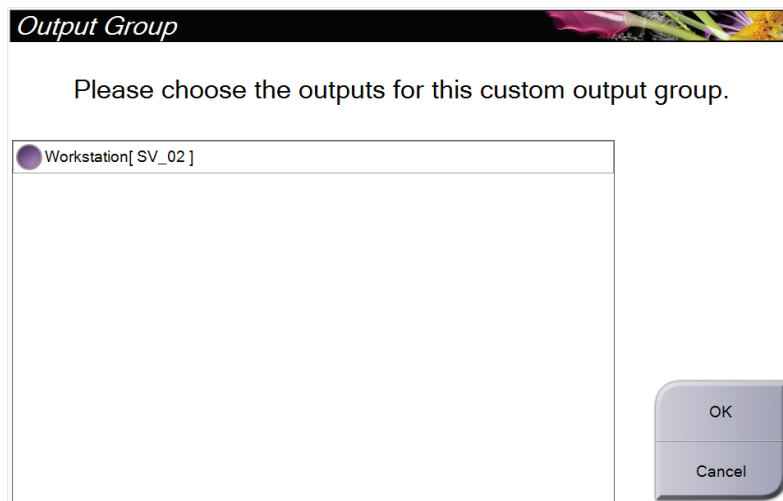 Output Group
Please choose the outputs for this custom output group.
Workstation[ SV_02 ]
OK
Cancel